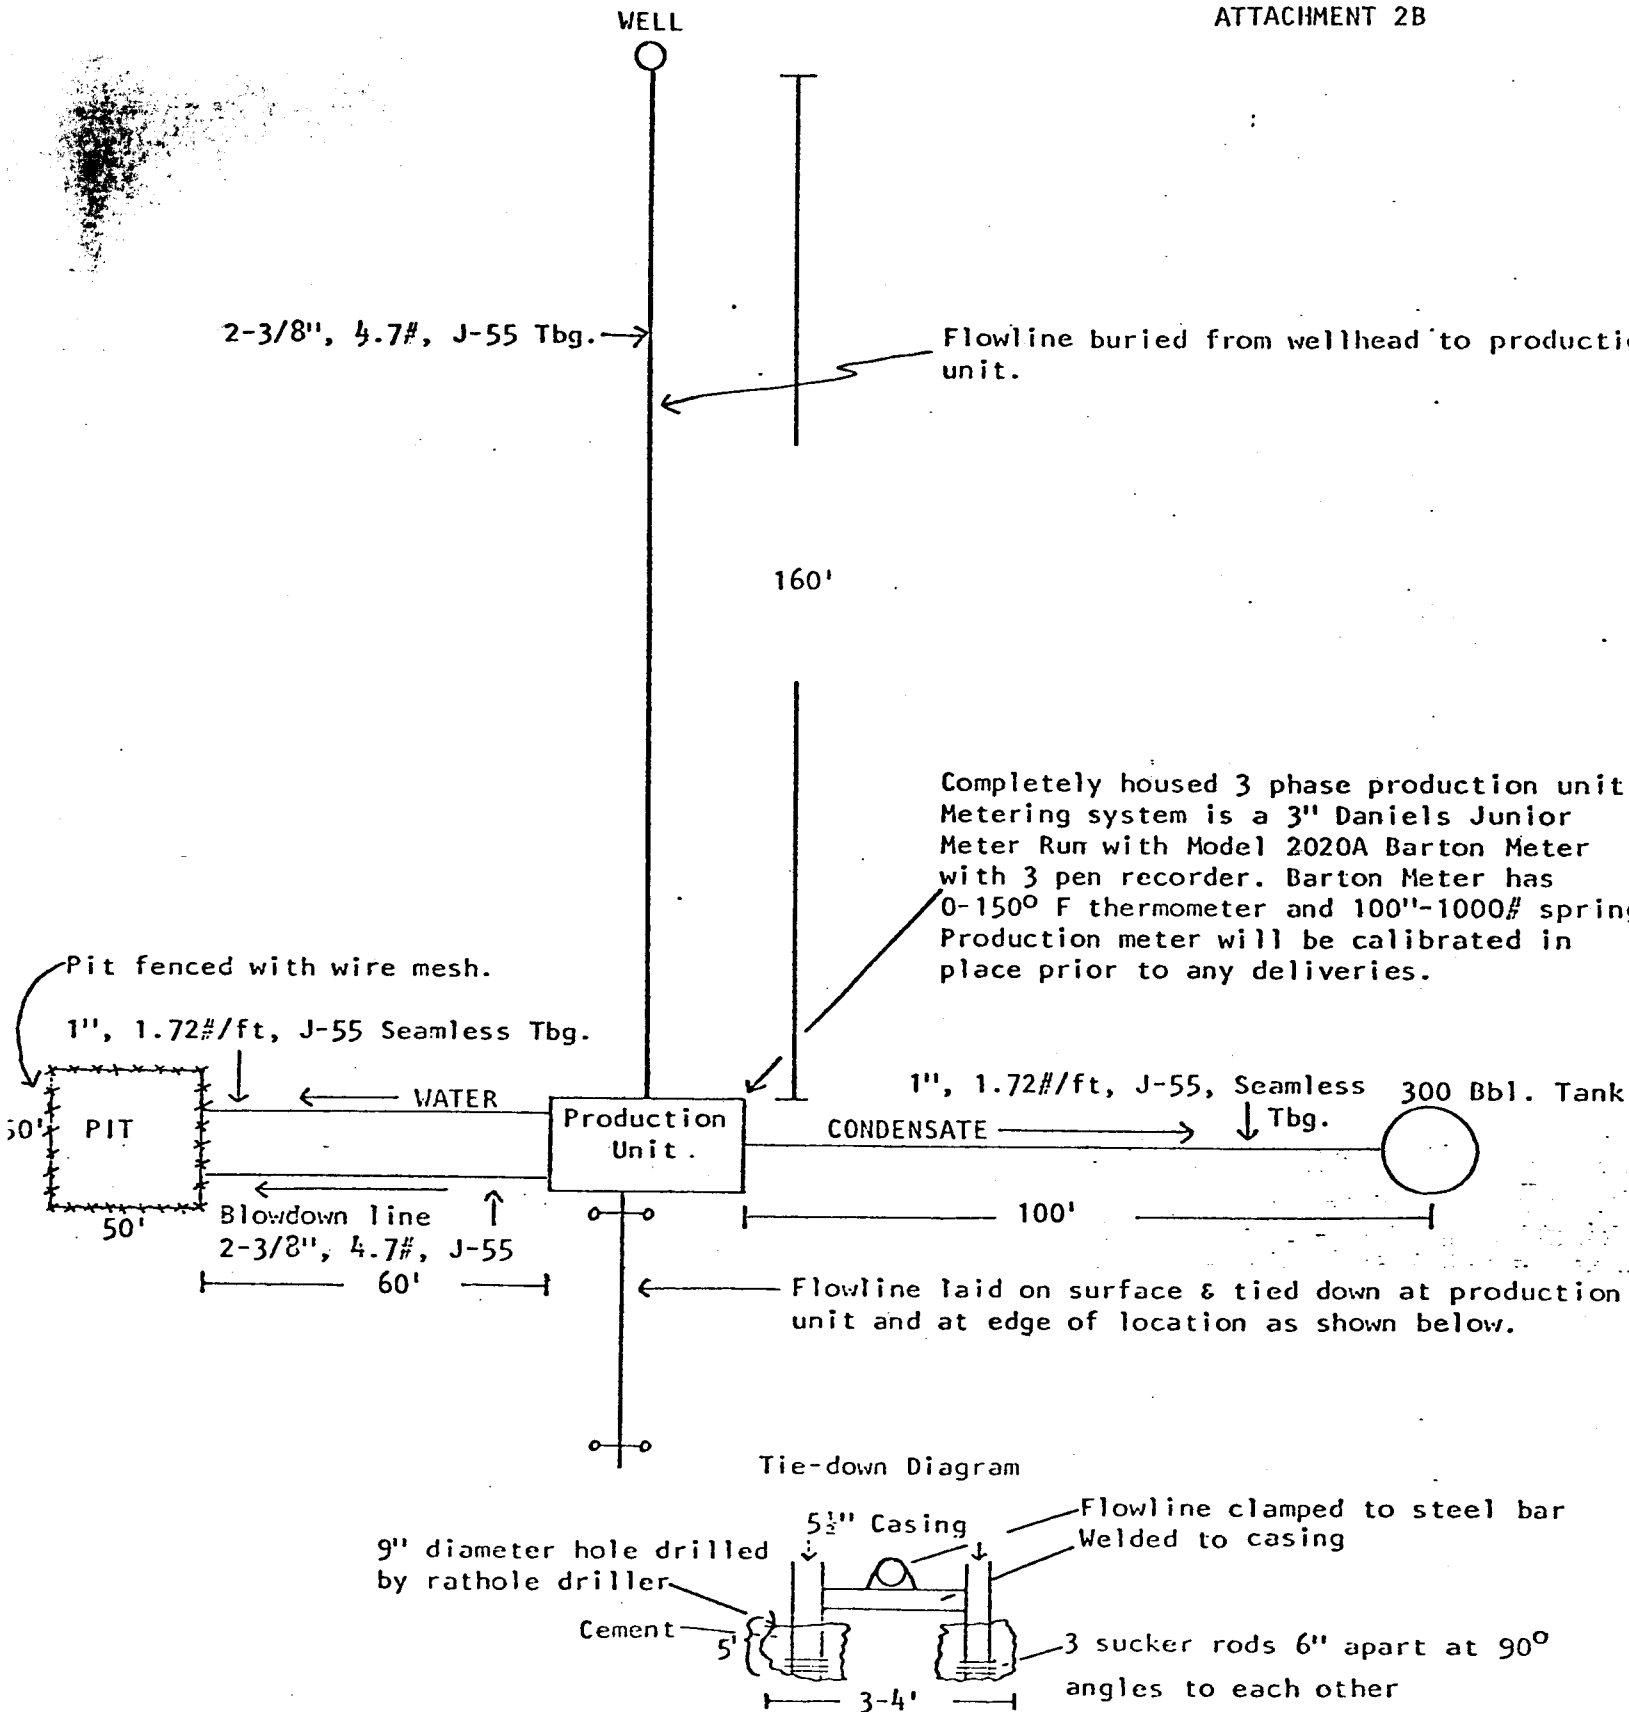 ATTACHMENT 2B
WELL
2-3/8", 4.7#, J-55 Tbg.
Flowline buried from wellhead to producti
unit.
160'
Completely housed 3 phase production unit
Metering system is a 3" Daniels Junior
Meter Run with Model 2020A Barton Meter
with 3 pen recorder. Barton Meter has
0-150° F thermometer and 100"-1000# spring
Production meter will be calibrated in
place prior to any deliveries.
Pit fenced with wire mesh.
1", 1.72#/ft, J-55 Seamless Tbg.
WATER
50'
PIT
50'
Production
Unit.
1", 1.72#/ft, J-55, Seamless
Tbg.
300 Bbl. Tank
CONDENSATE
100'
Blowdown line
2-3/8", 4.7#, J-55
60'
Flowline laid on surface & tied down at production
unit and at edge of location as shown below.
Tie-down Diagram
5½" Casing
Flowline clamped to steel bar
Welded to casing
9" diameter hole drilled
by rathole driller
Cement
5'
3 sucker rods 6" apart at 90°
angles to each other
3-4'